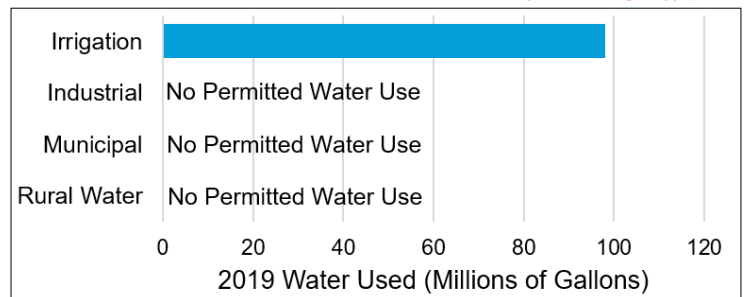 Irrigation
Industrial No Permitted Water Use
Municipal No Permitted Water Use
Rural Water No Permitted Water Use
0 20 40 60 80 100 120
2019 Water Used (Millions of Gallons)